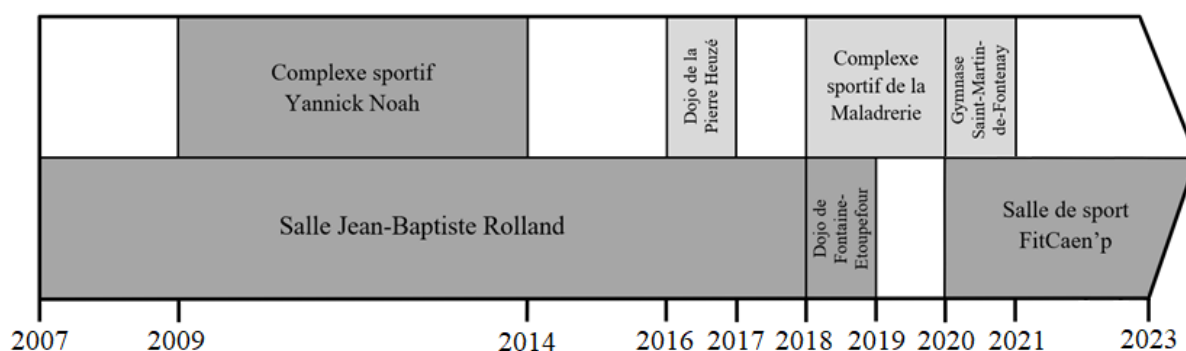 Complexe sportif
Yannick Noah
Dojo de la
Pierre Heuzé
Complexe
sportif de la
Maladrerie
Gymnase
Saint-Martin-
de-Fontenay
Salle Jean-Baptiste Rolland
Dojo de
Fontaine-
Etoupefour
Salle de sport
FitCaen’p
2007 2009 2014 2016 2017 2018 2019 2020 2021 2023